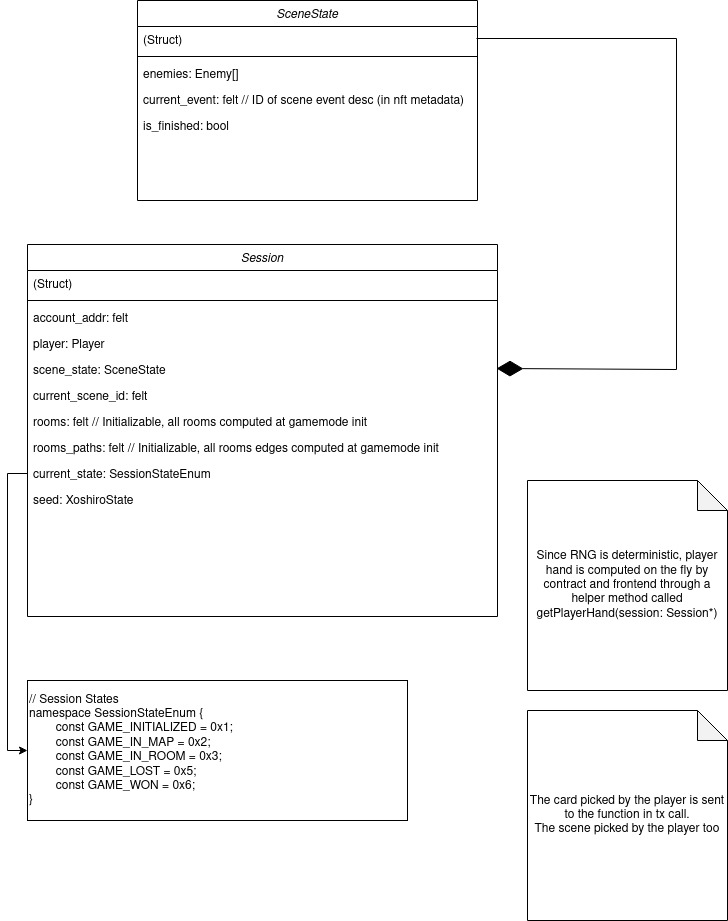 SceneState
(Struct)
enemies: Enemy[]
current_event: felt // ID of scene event desc (in nft metadata)
is_finished: bool
Session
(Struct)
account_addr: felt
player: Player
scene_state: SceneState
current_scene_id: felt
rooms: felt // Initializable, all rooms computed at gamemode init
rooms_paths: felt // Initializable, all rooms edges computed at gamemode init
current_state: SessionStateEnum
seed: XoshiroState
Since RNG is deterministic, player
hand is computed on the fly by
contract and frontend through a
helper method called
getPlayerHand(session: Session*)
// Session States
namespace SessionStateEnum {
const GAME_INITIALIZED = 0x1;
const GAME_IN_MAP = 0x2;
const GAME_IN_ROOM = 0x3;
const GAME_LOST = 0x5;
const GAME_WON = 0x6;
}
The card picked by the player is sent
to the function in tx call.
The scene picked by the player too